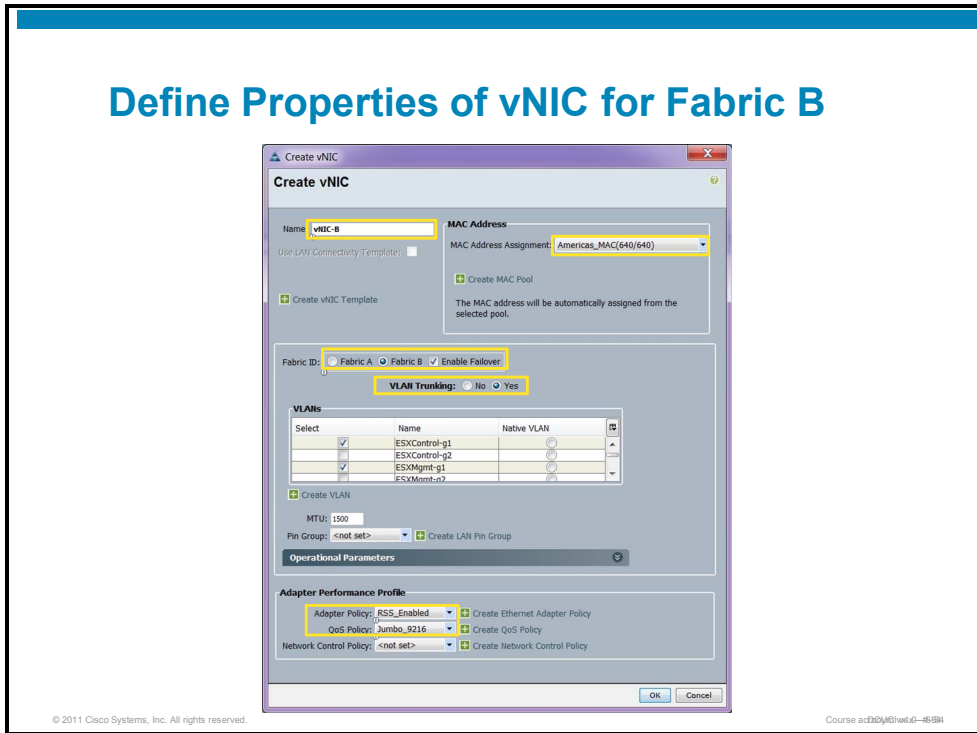 Define Properties of vNIC for Fabric B
Create vNIC
Create vNIC
Name: vNIC-B
Use LAN Connectivity Template:
Create vNIC Template
MAC Address
MAC Address Assignment: Americas_MAC(640/640)
Create MAC Pool
The MAC address will be automatically assigned from the
selected pool.
Fabric ID: Fabric A Fabric B Enable Failover
VLAN Trunking: No Yes
VLANs
Select Name Native VLAN
ESXControl-g1
ESXControl-g2
ESXMgmt-g1
ESXMgmt-g2
Create VLAN
MTU: 1500
Pin Group: <not set> Create LAN Pin Group
Operational Parameters
Adapter Performance Profile
Adapter Policy: RSS_Enabled Create Ethernet Adapter Policy
QoS Policy: Jumbo_9216 Create QoS Policy
Network Control Policy: <not set> Create Network Control Policy
OK Cancel
© 2011 Cisco Systems, Inc. All rights reserved. Course